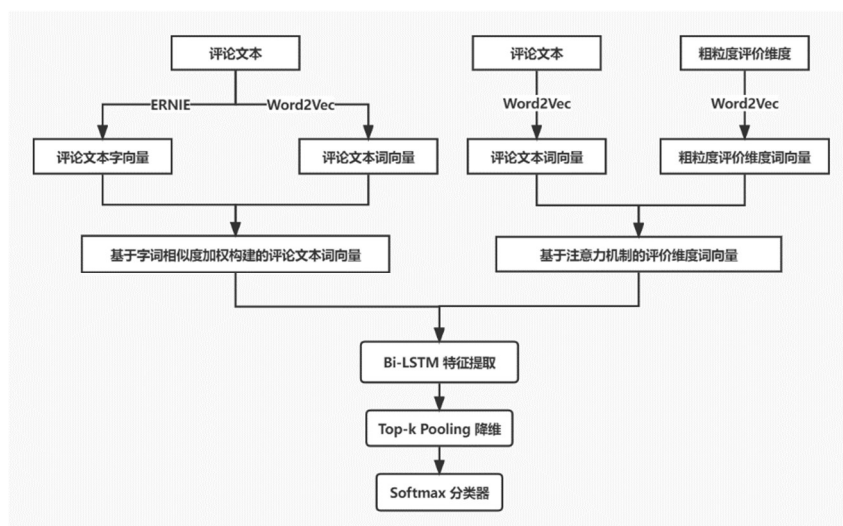 评论文本
评论文本
粗粒度评价维度
ERNIE
Word2Vec
Word2Vec
Word2Vec
评论文本字向量
评论文本词向量
评论文本词向量
粗粒度评价维度词向量
基于字词相似度加权构建的评论文本词向量
基于注意力机制的评价维度词向量
Bi-LSTM 特征提取
Top-k Pooling 降维
Softmax 分类器